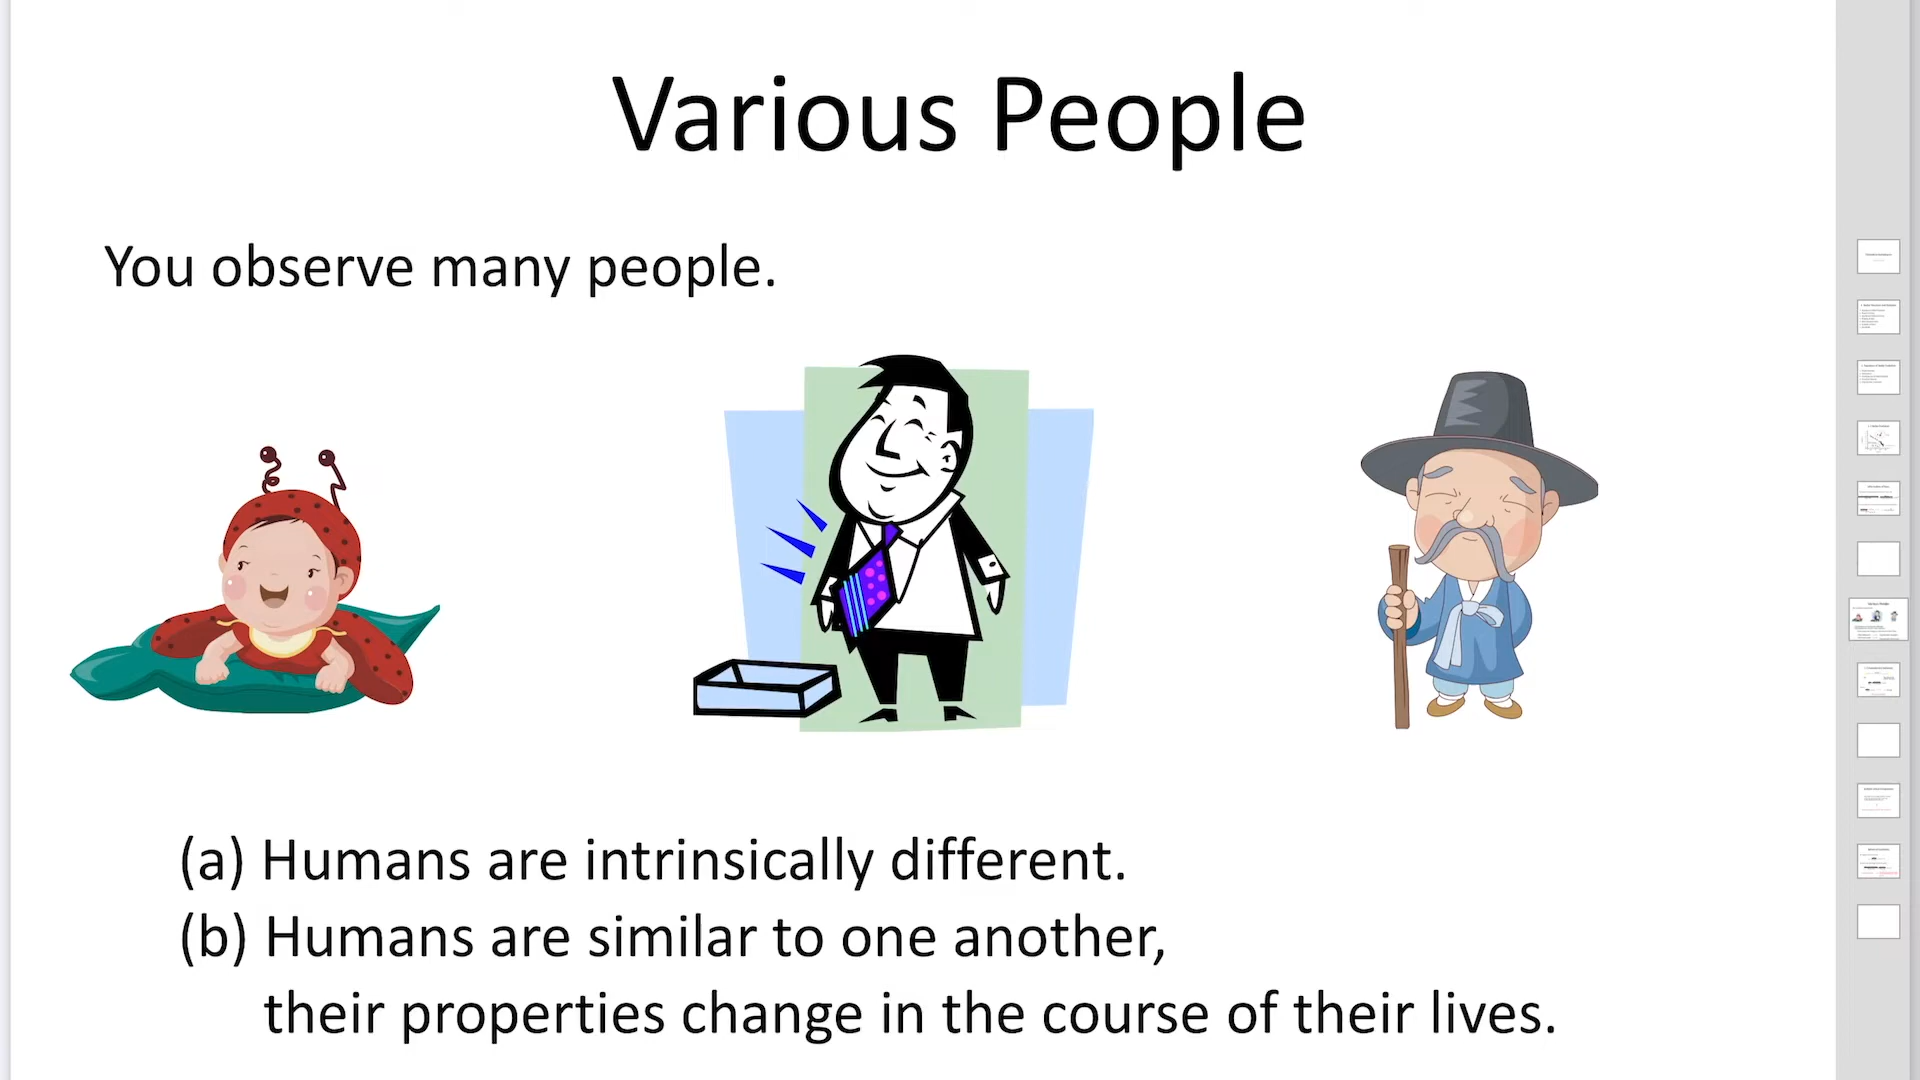 Various People
You observe many people.
(a) Humans are intrinsically different.
(b) Humans are similar to one another,
their properties change in the course of their lives.